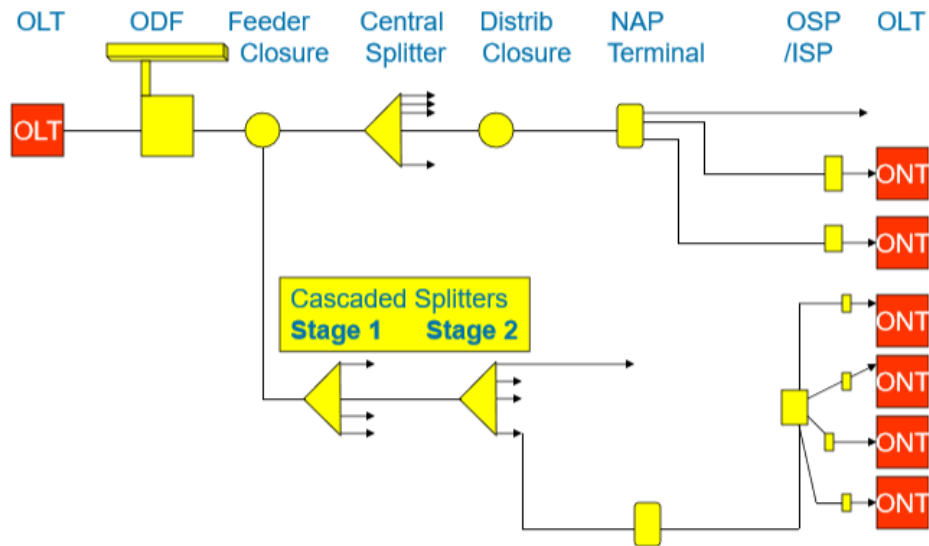 OLT ODF Feeder Closure Central Splitter Distrib Closure NAP Terminal OSP /ISP OLT
OLT
ONT
ONT
Cascaded Splitters
Stage 1 Stage 2
ONT
ONT
ONT
ONT